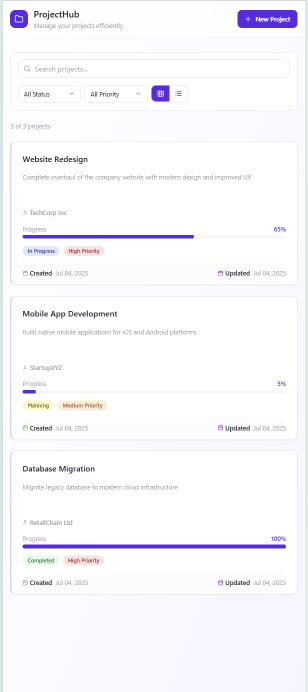 ProjectHub
Manage your projects efficiently
New Project
Search projects...
All Status
All Priority
3 of 3 projects
Website Redesign
Complete overhaul of the company website with modern design and improved UX
TechCorp Inc
Progress 65%
In Progress High Priority
Created Jul 04, 2025 Updated Jul 04, 2025
Mobile App Development
Build native mobile applications for iOS and Android platforms
StartupXYZ
Progress 5%
Planning Medium Priority
Created Jul 04, 2025 Updated Jul 04, 2025
Database Migration
Migrate legacy database to modern cloud infrastructure
RetailChain Ltd
Progress 100%
Completed High Priority
Created Jul 04, 2025 Updated Jul 04, 2025